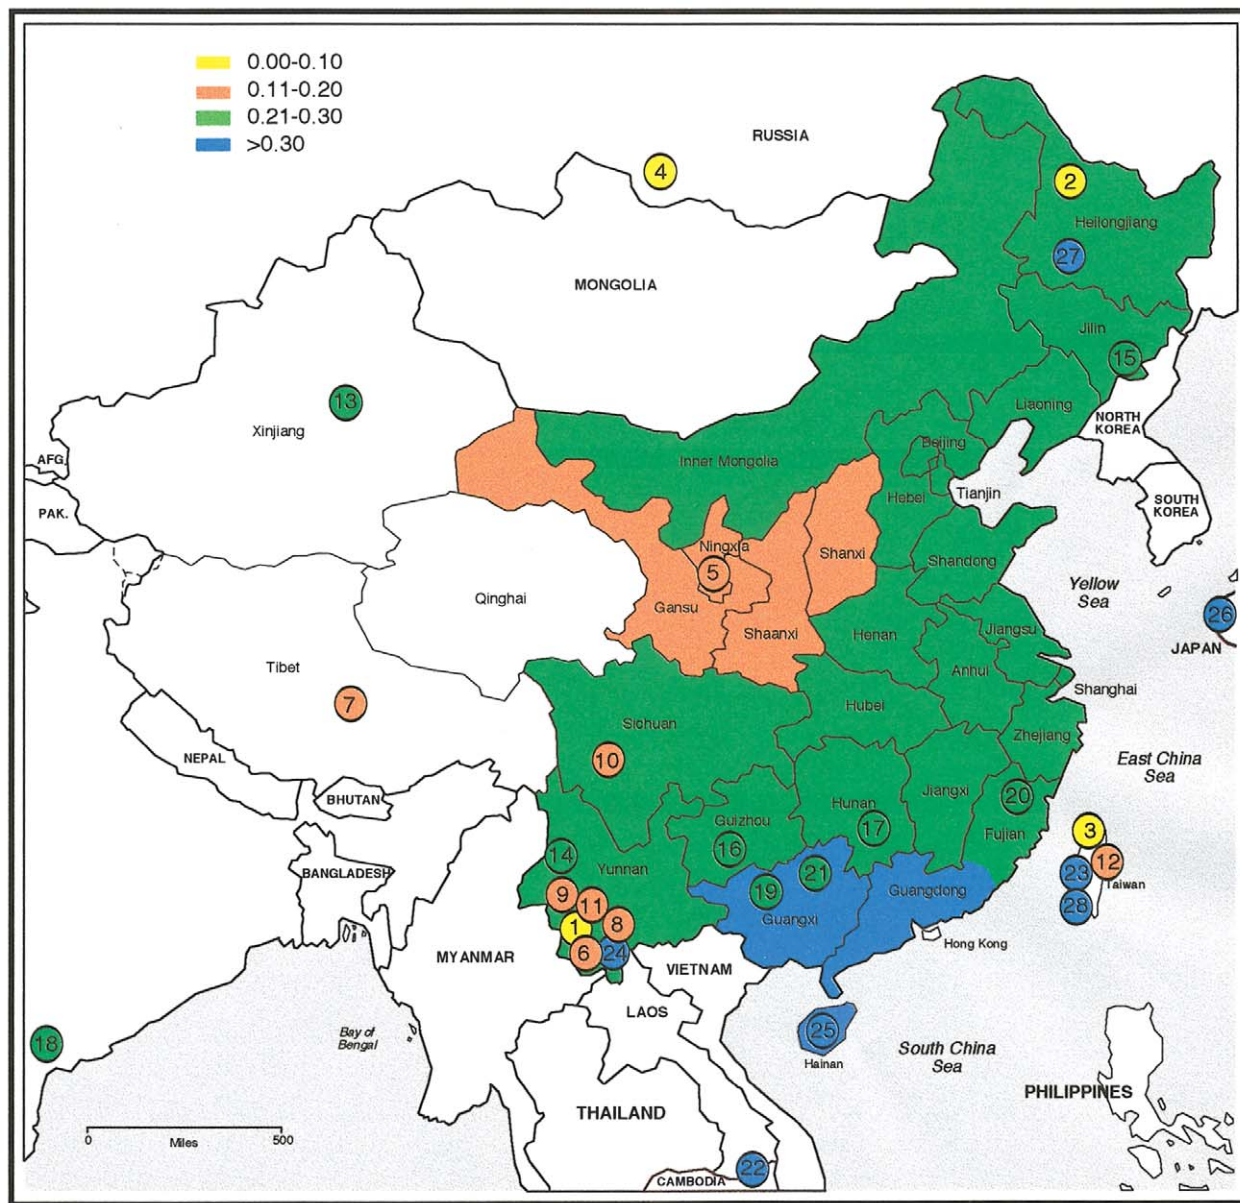 0.00-0.10
0.11-0.20
0.21-0.30
>0.30
RUSSIA
4
2
Heilongjiang
27
MONGOLIA
Jilin
15
13
Xinjiang
Liaoning
NORTH
KOREA
AFG.
Inner Mongolia
Beijing
Hebei
Tianjin
PAK.
SOUTH
KOREA
Ningxia
Shanxi
Shandong
5
Qinghai
Gansu
Yellow
Sea
26
Shaanxi
Henan
Jiangsu
JAPAN
Tibet
Anhui
Shanghai
7
Sichuan
Hubei
Zhejiang
NEPAL
10
East China
Sea
BHUTAN
Jiangxi
20
Hunan
Guizhou
17
Fujian
3
14
16
Yunnan
12
BANGLADESH
21
23
Taiwan
9
11
19
Guangdong
28
1
8
Guangxi
Hong Kong
6
24
MYANMAR
VIETNAM
LAOS
18
Bay of
Bengal
25
South China
Sea
Hainan
PHILIPPINES
THAILAND
0
500
Miles
22
CAMBODIA